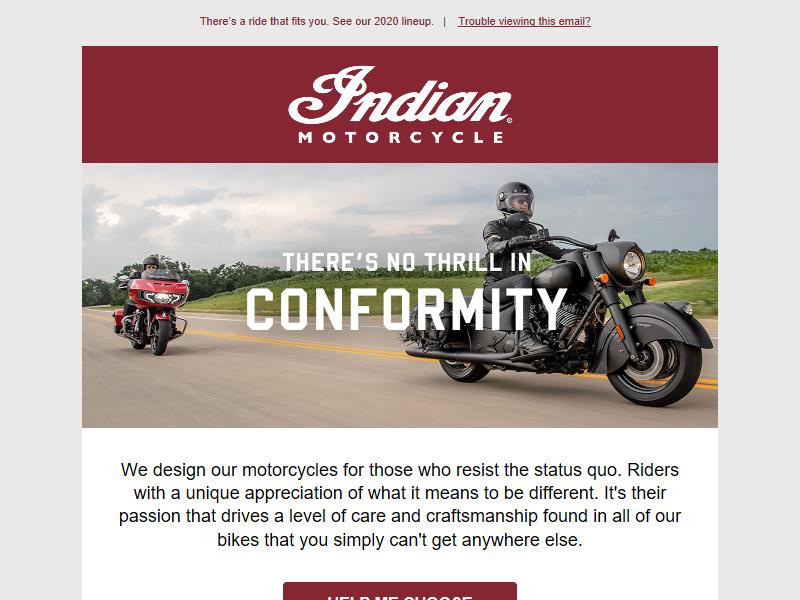 There's a ride that fits you. See our 2020 lineup. | Trouble viewing this email?
Indian
MOTORCYCLE
THERE'S NO THRILL IN
CONFORMITY
We design our motorcycles for those who resist the status quo. Riders
with a unique appreciation of what it means to be different. It's their
passion that drives a level of care and craftsmanship found in all of our
bikes that you simply can't get anywhere else.
HELP ME CHOOSE